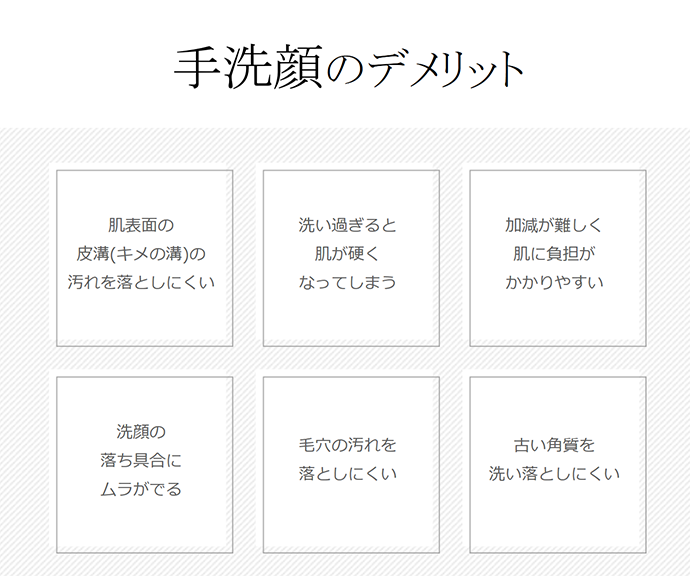 手洗顔のデメリット
肌表面の
皮溝(キメの溝)の
汚れを落としにくい
洗い過ぎると
肌が硬く
なってしまう
加減が難しく
肌に負担が
かかりやすい
洗顔の
落ち具合に
ムラがでる
毛穴の汚れを
落としにくい
古い角質を
洗い落としにくい